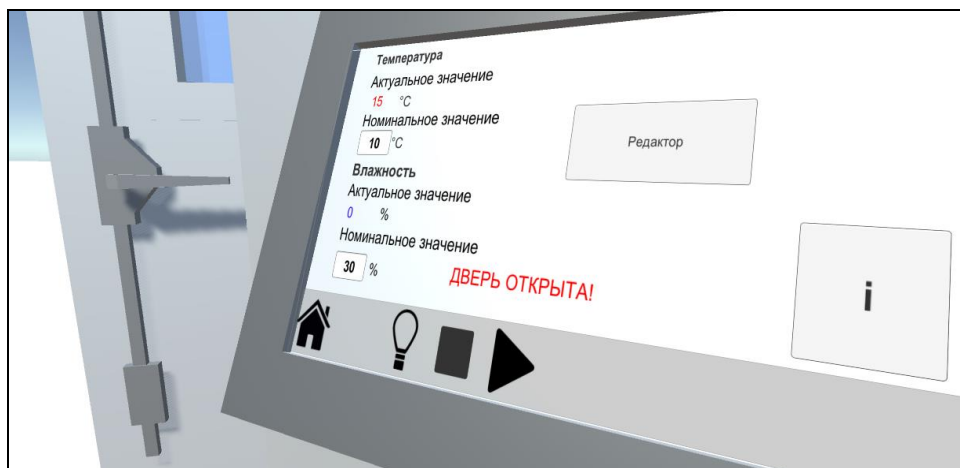 Температура
Актуальное значение
15 °C
Номинальное значение
10 °C
Влажность
Актуальное значение
0 %
Номинальное значение
30 %
ДВЕРЬ ОТКРЫТА!
Редактор
i